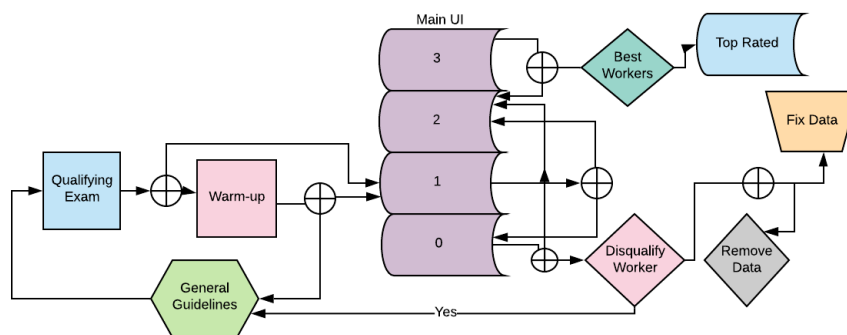 Main UI
3
Best
Workers
Top Rated
2
Fix Data
Qualifying
Exam
Warm-up
1
0
Disqualify
Worker
Remove
Data
General
Guidelines
Yes